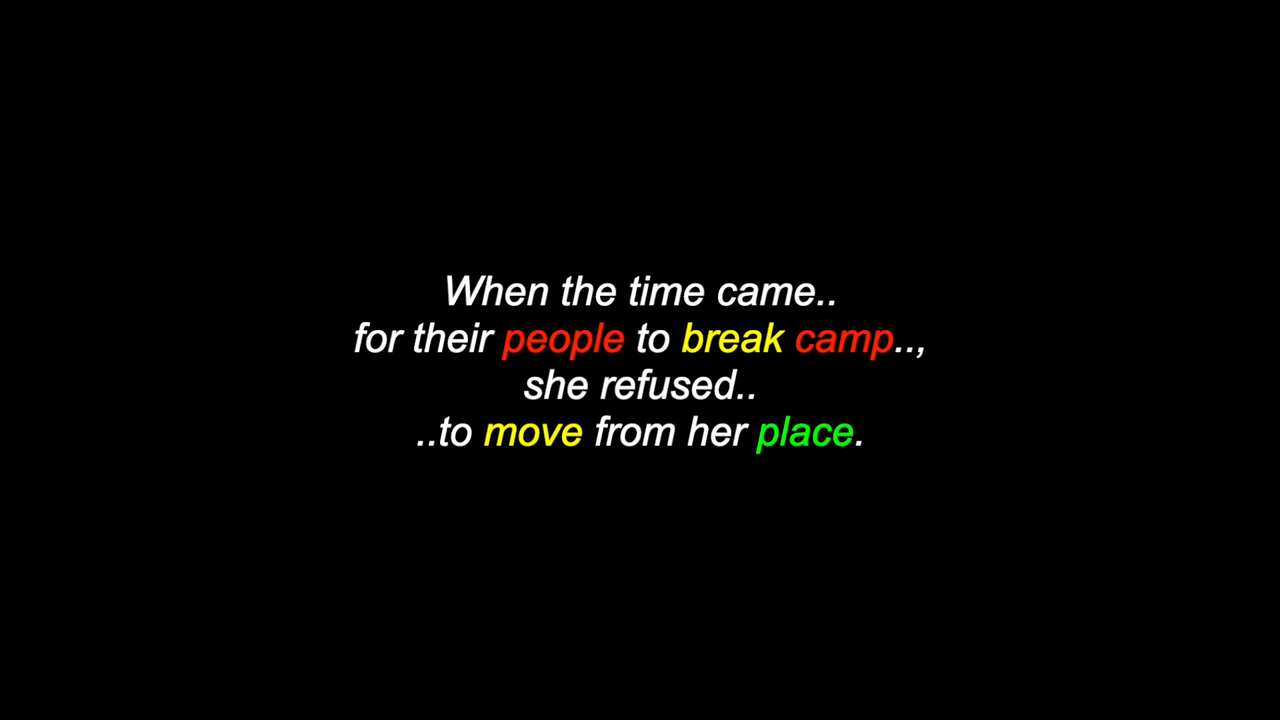 When the time came..
for their people to break camp..,
she refused..
..to move from her place.